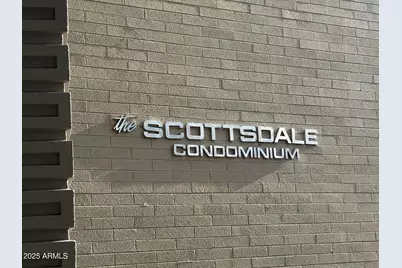 the SCOTTSDALE
CONDOMINIUM
2025 ARMLS